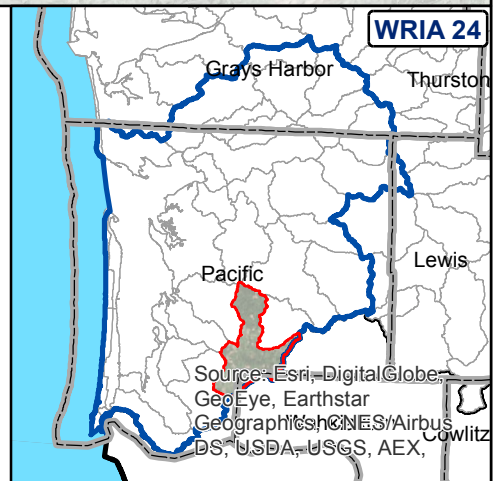 WRIA 24
Grays Harbor
Thurston
Pacific
Lewis
Source: Esri, DigitalGlobe,
GeoEye, Earthstar
Geographics, CNES/Airbus
DS, USDA, USGS, AEX,
Cowlitz